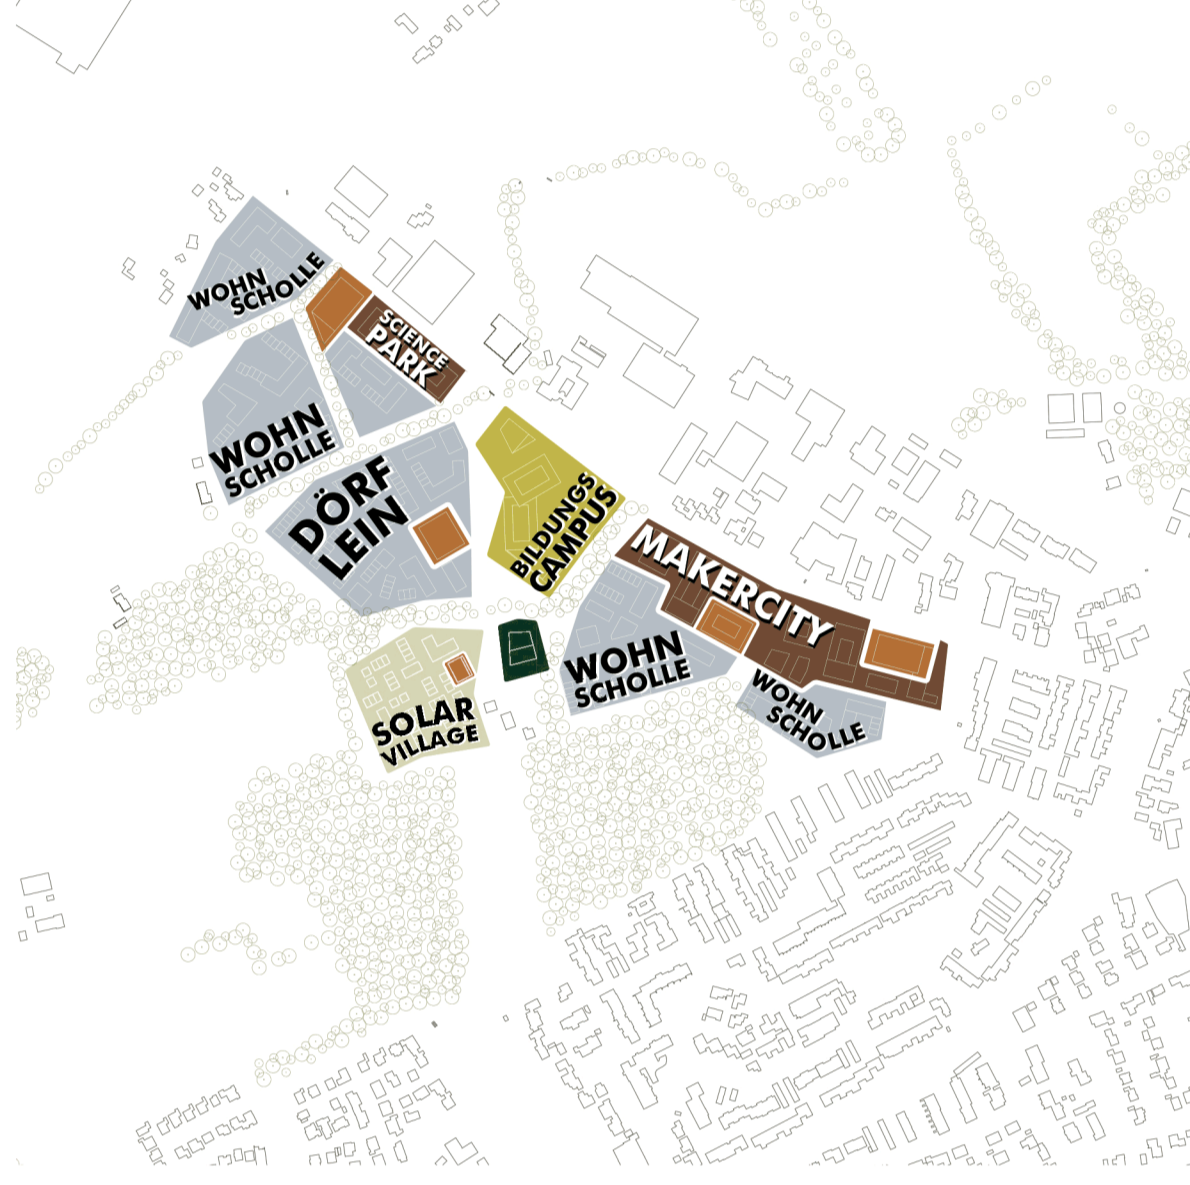 WOHN
SCHOLLE
SCIENCE
PARK
WOHN
SCHOLLE
DÖRF
LEIN
BILDUNGS
CAMPUS
MAKERCITY
WOHN
SCHOLLE
WOHN
SCHOLLE
SOLAR
VILLAGE